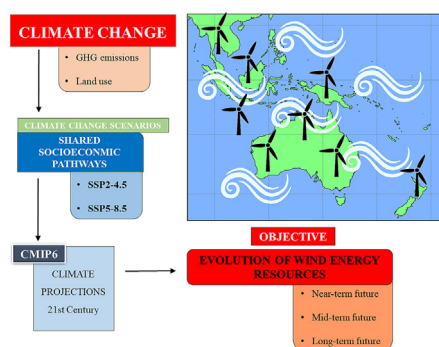 CLIMATE CHANGE
• GHG emissions
• Land use
CLIMATE CHANGE SCENARIOS
SHARED
SOCIOECONMIC
PATHWAYS
• SSP2-4.5
• SSP5-8.5
CMIP6
CLIMATE
PROJECTIONS
21st Century
OBJECTIVE
EVOLUTION OF WIND ENERGY
RESOURCES
• Near-term future
• Mid-term future
• Long-term future